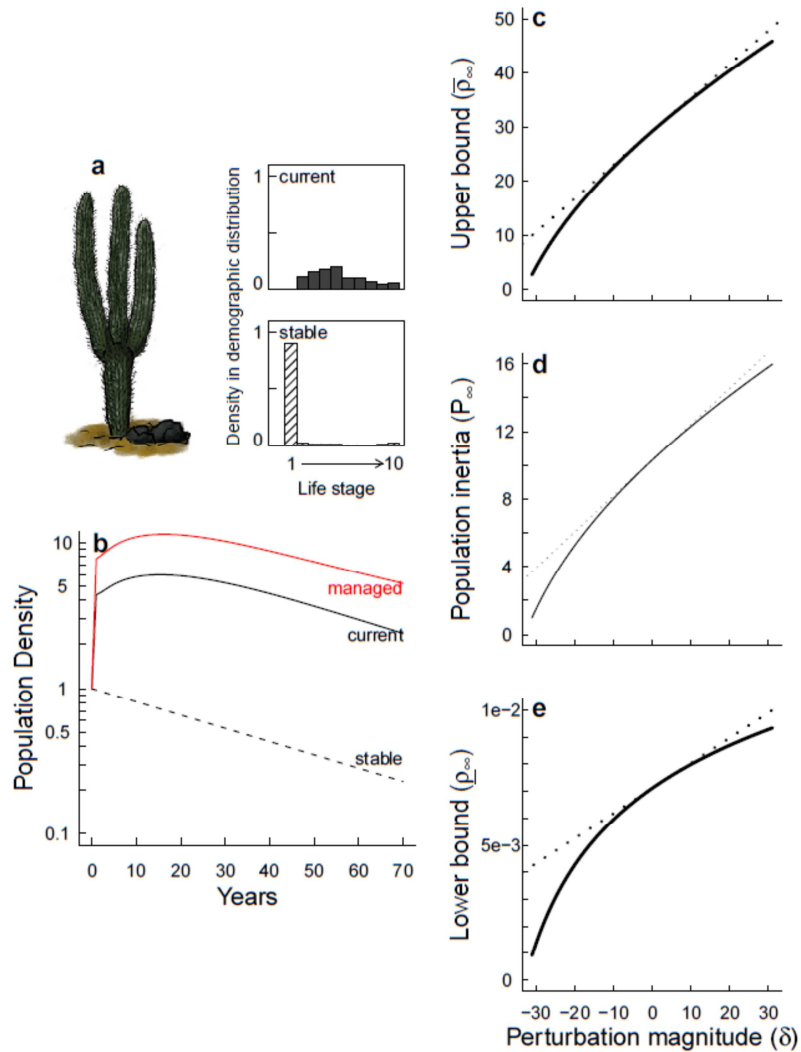 a
Density in demographic distribution
1
current
0
1
stable
0
1 → 10
Life stage
b
Population Density
10
5
1
0.5
0.1
managed
current
stable
0 10 20 30 40 50 60 70
Years
c
Upper bound (ρ̅∞)
50
40
30
20
10
0
d
Population inertia (P∞)
16
12
8
4
0
e
Lower bound (ρ̲∞)
1e−2
5e−3
0
−30 −20 −10 0 10 20 30
Perturbation magnitude (δ)